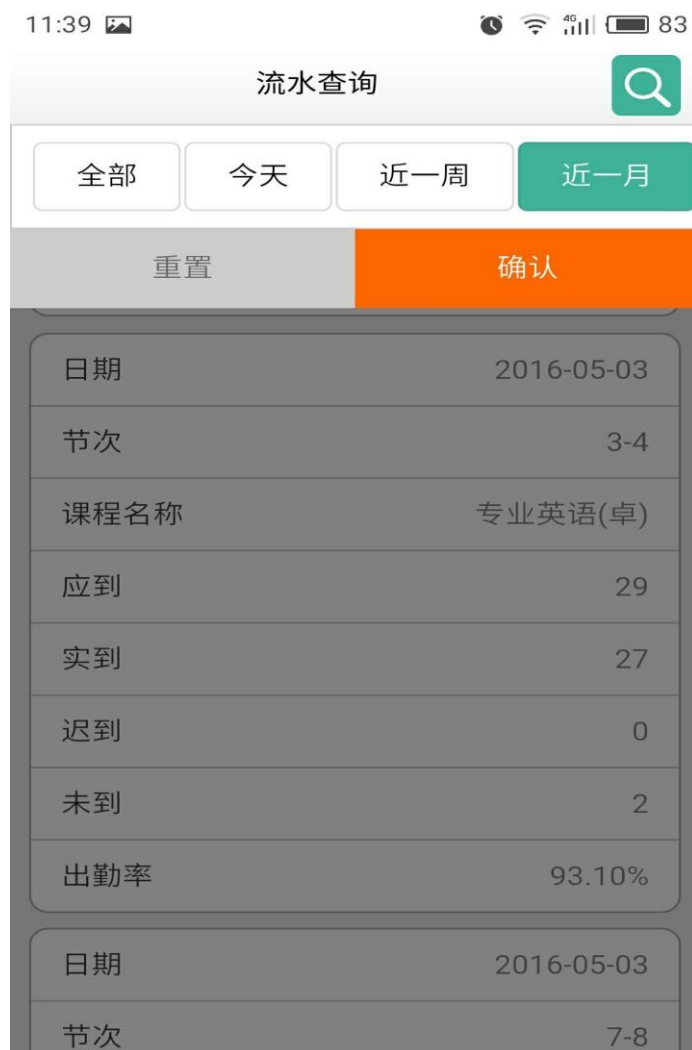 11:39 4G 83
流水查询
全部 今天 近一周 近一月
重置 确认
日期 2016-05-03
节次 3-4
课程名称 专业英语(卓)
应到 29
实到 27
迟到 0
未到 2
出勤率 93.10%
日期 2016-05-03
节次 7-8